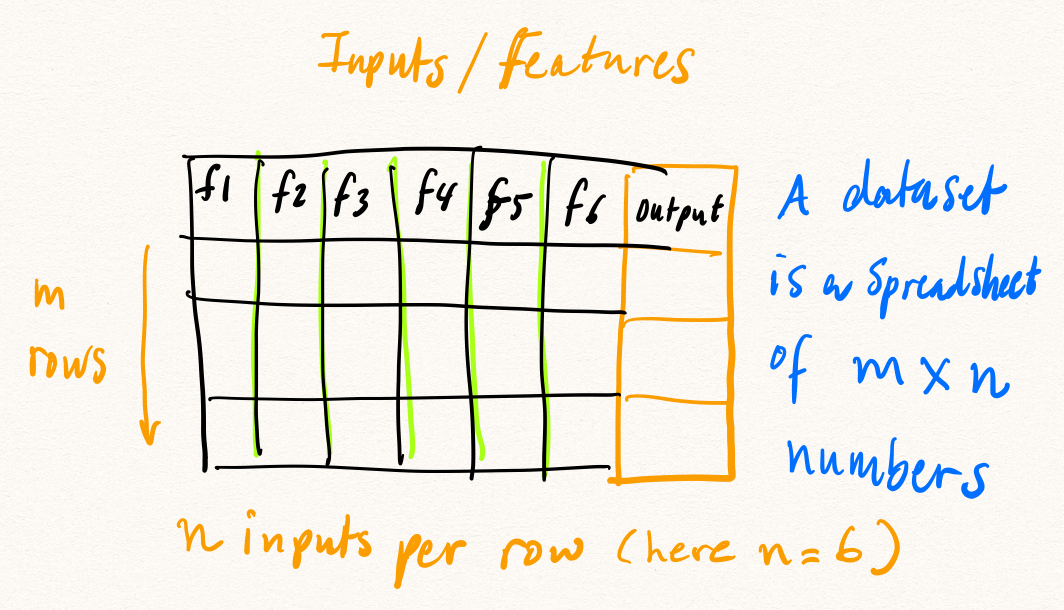 Inputs / features
f1 f2 f3 f4 f5 f6 output
m
rows
A dataset
is a Spreadsheet
of m x n
numbers
n inputs per row (here n = 6)